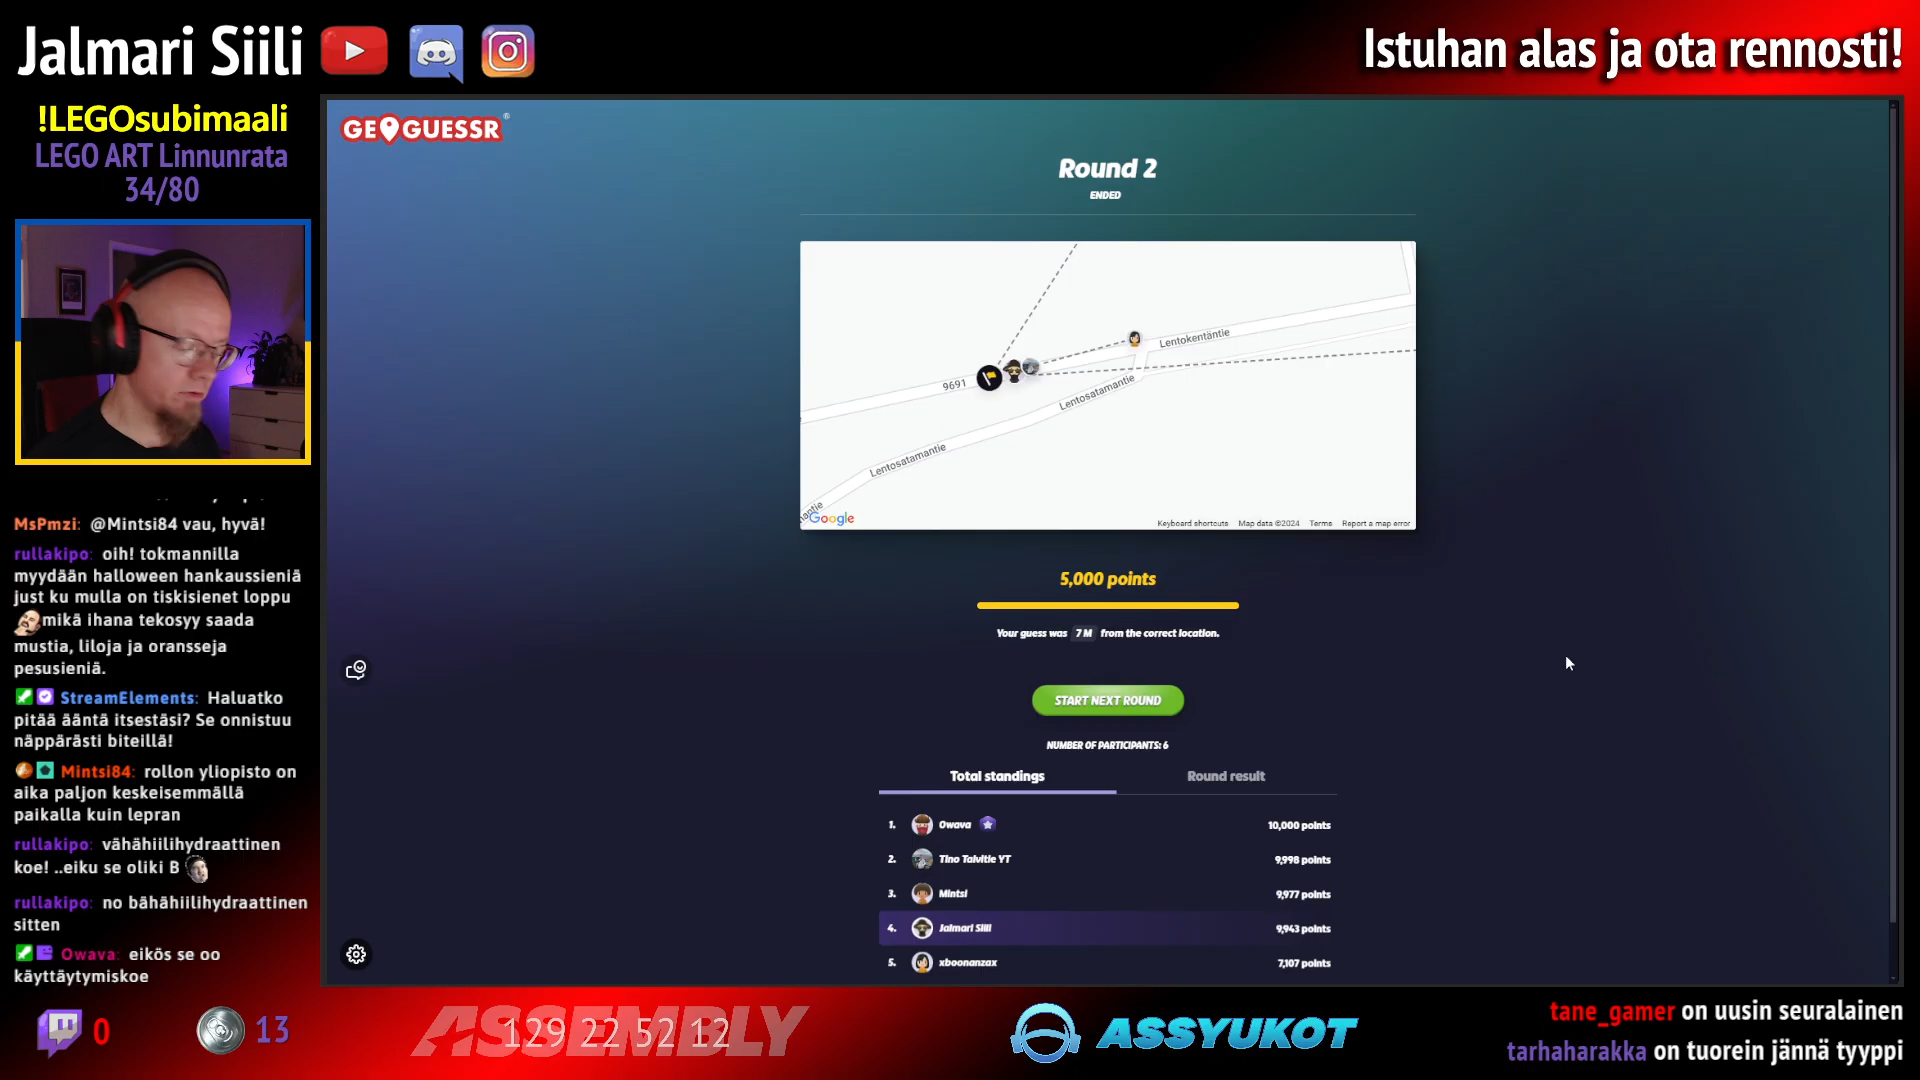 Jalmari Siili
Istuhan alas ja ota rennosti!
!LEGOsubimaali
LEGO ART Linnunrata
34/80
MsPmzi: @Mintsi84 vau, hyvä!
rullakipo: oih! tokmannilla
myydään halloween hankaussieniä
just ku mulla on tiskisienet loppu
mikä ihana tekosyy saada
mustia, liloja ja oransseja
pesusieniä.
StreamElements: Haluatko
pitää ääntä itsestäsi? Se onnistuu
näppärästi biteillä!
Mintsi84: rollon yliopisto on
aika paljon keskeisemmällä
paikalla kuin lepran
rullakipo: vähähiilihydraattinen
koe! ..eiku se oliki B
rullakipo: no bähähiilihydraattinen
sitten
Owava: eikös se oo
käyttäytymiskoe
GEOGUESSR
Round 2
ENDED
Lentokentäntie
9691
Lentosatamantie
Lentosatamantie
Google
Keyboard shortcuts Map data ©2024 Terms Report a map error
5,000 points
Your guess was 7 M from the correct location.
START NEXT ROUND
NUMBER OF PARTICIPANTS: 6
Total standings Round result
1. Owava 10,000 points
2. Tino Talvitie YT 9,998 points
3. Mintsi 9,977 points
4. Jalmari Siili 9,943 points
5. xboonanzax 7,107 points
0
13
ASSEMBLY
129 22 52 12
ASSYUKOT
tane_gamer on uusin seuralainen
tarhaharakka on tuorein jännä tyyppi